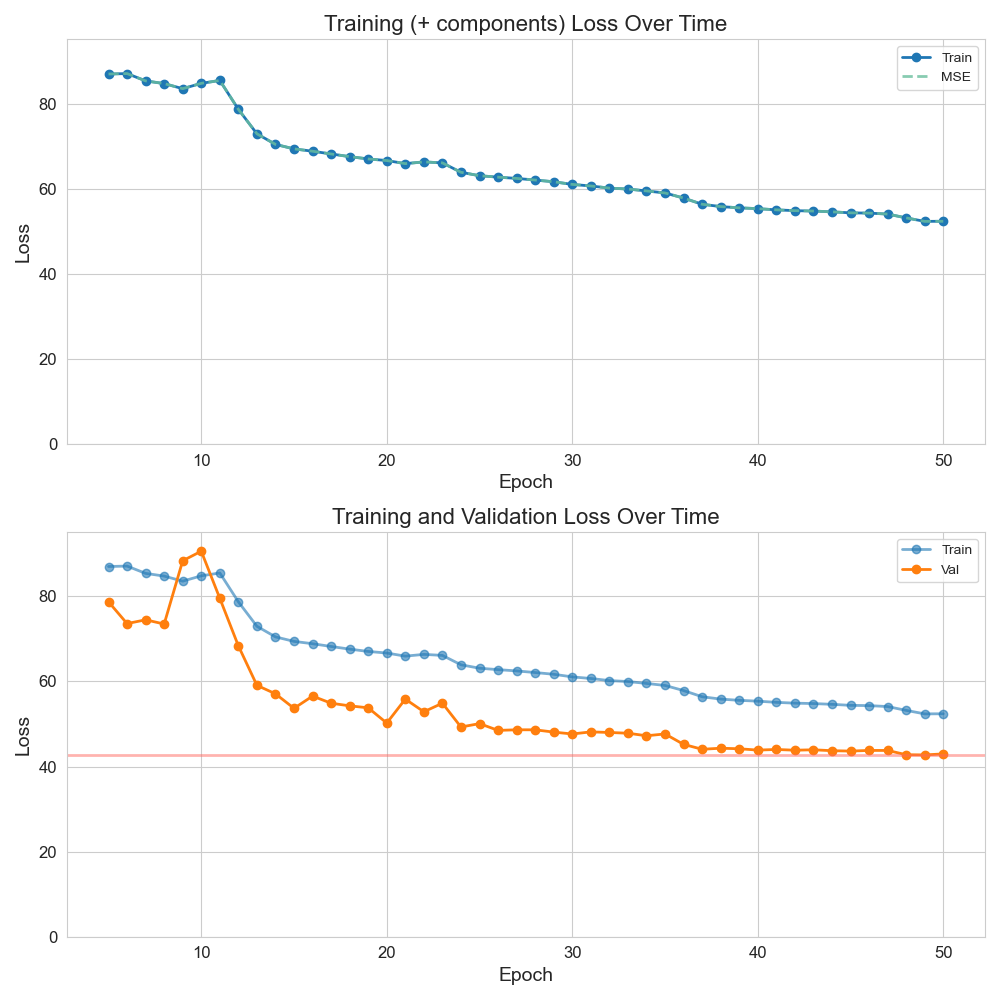 Training (+ components) Loss Over Time
Train
MSE
Loss
80
60
40
20
0
10 20 30 40 50
Epoch
Training and Validation Loss Over Time
Train
Val
Loss
80
60
40
20
0
10 20 30 40 50
Epoch